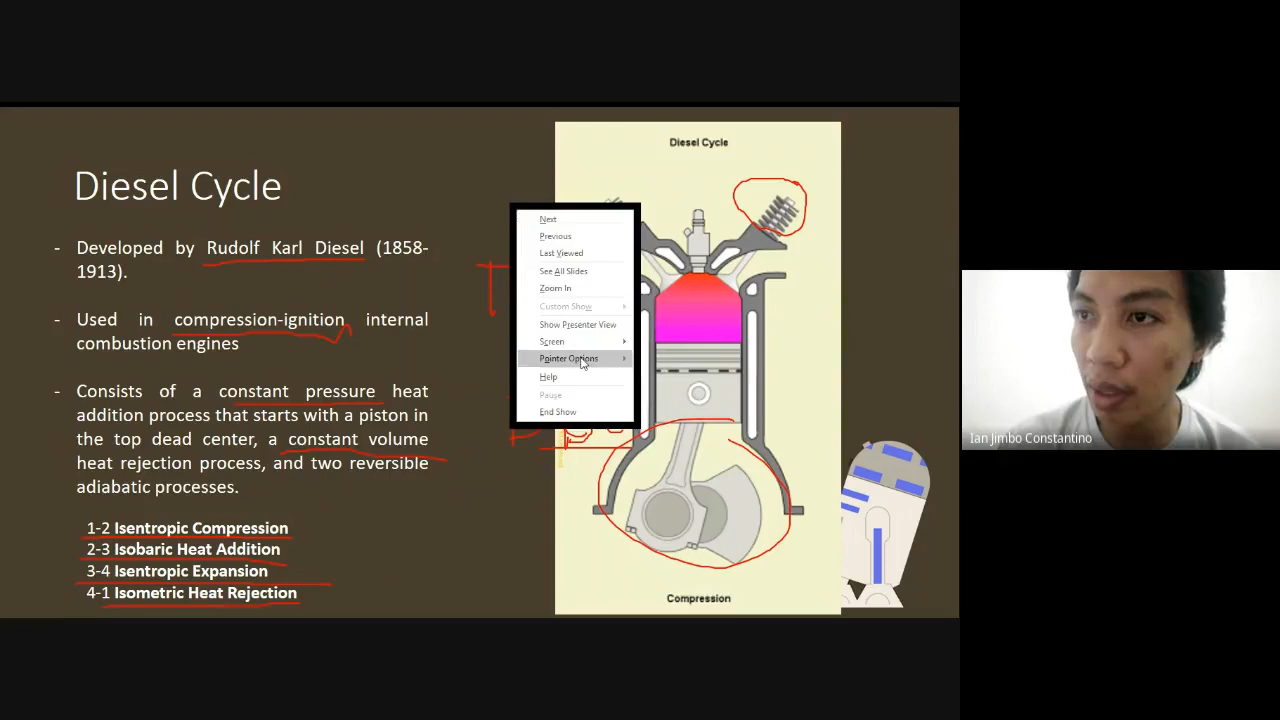 Diesel Cycle
- Developed by Rudolf Karl Diesel (1858-
1913).
- Used in compression-ignition internal
combustion engines
- Consists of a constant pressure heat
addition process that starts with a piston in
the top dead center, a constant volume
heat rejection process, and two reversible
adiabatic processes.
1-2 Isentropic Compression
2-3 Isobaric Heat Addition
3-4 Isentropic Expansion
4-1 Isometric Heat Rejection
Diesel Cycle
Next
Previous
Last Viewed
See All Slides
Zoom In
Custom Show
Show Presenter View
Screen
Pointer Options
Help
Pause
End Show
Compression
Ian Jimbo Constantino